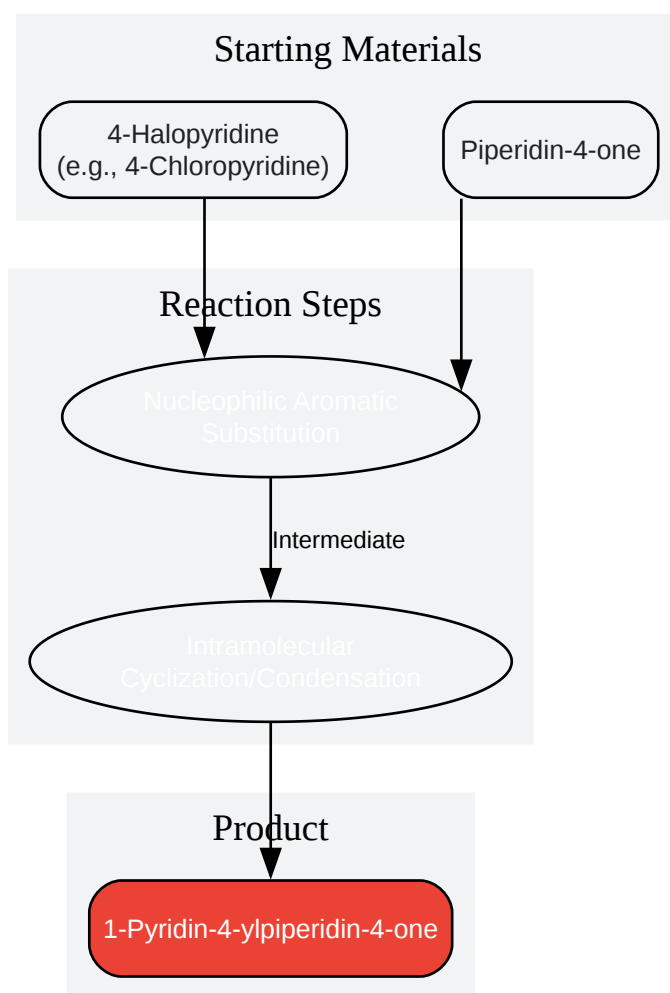 Starting Materials
4-Halopyridine
(e.g., 4-Chloropyridine)
Piperidin-4-one
Reaction Steps
Nucleophilic Aromatic
Substitution
Intermediate
Intramolecular
Cyclization/Condensation
Product
1-Pyridin-4-ylpiperidin-4-one